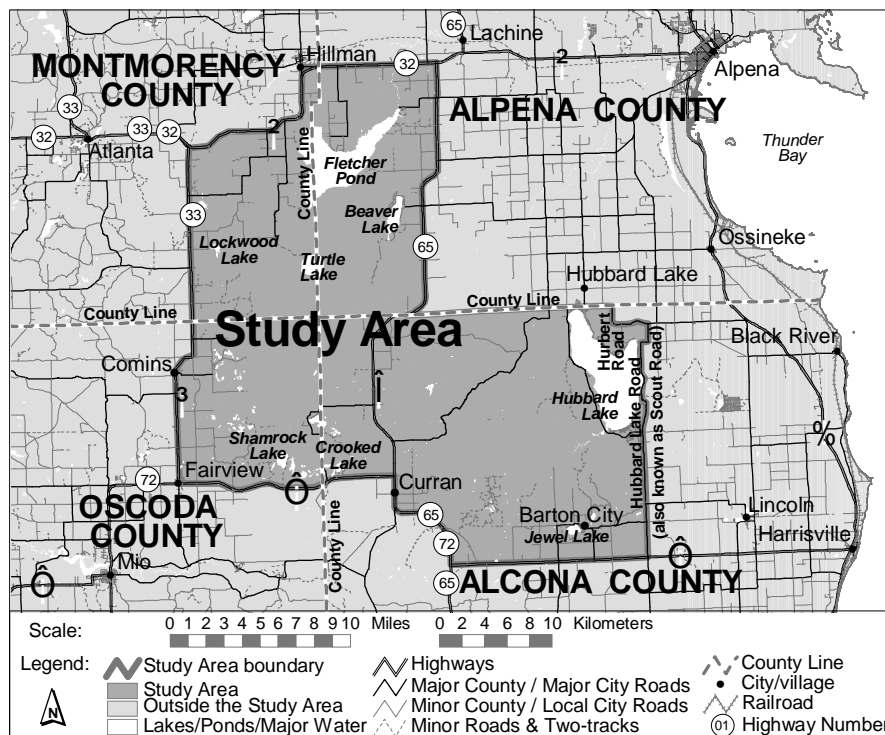 65
Lachine
Hillman
32
2
Alpena
MONTMORENCY
COUNTY
ALPENA COUNTY
33
32
33
32
2
Atlanta
Thunder
Bay
County Line
Fletcher
Pond
Beaver
Lake
33
65
Lockwood
Lake
Turtle
Lake
Ossineke
Hubbard Lake
County Line
County Line
Study Area
Hurbert
Road
Black River
Comins
Î
3
Hubbard
Lake
Hubbard Lake Road
(also known as Scout Road)
%
Shamrock
Lake
Crooked
Lake
72
Fairview
Ô
Curran
OSCODA
COUNTY
County Line
65
Barton City
Jewel Lake
Lincoln
Harrisville
72
Mio
Ô
65
ALCONA COUNTY
Ô
Scale:
0 1 2 3 4 5 6 7 8 9 10 Miles
0 2 4 6 8 10 Kilometers
Legend:
Study Area boundary
Study Area
Outside the Study Area
Lakes/Ponds/Major Water
Highways
Major County / Major City Roads
Minor County / Local City Roads
Minor Roads & Two-tracks
County Line
City/village
Railroad
01 Highway Number
N